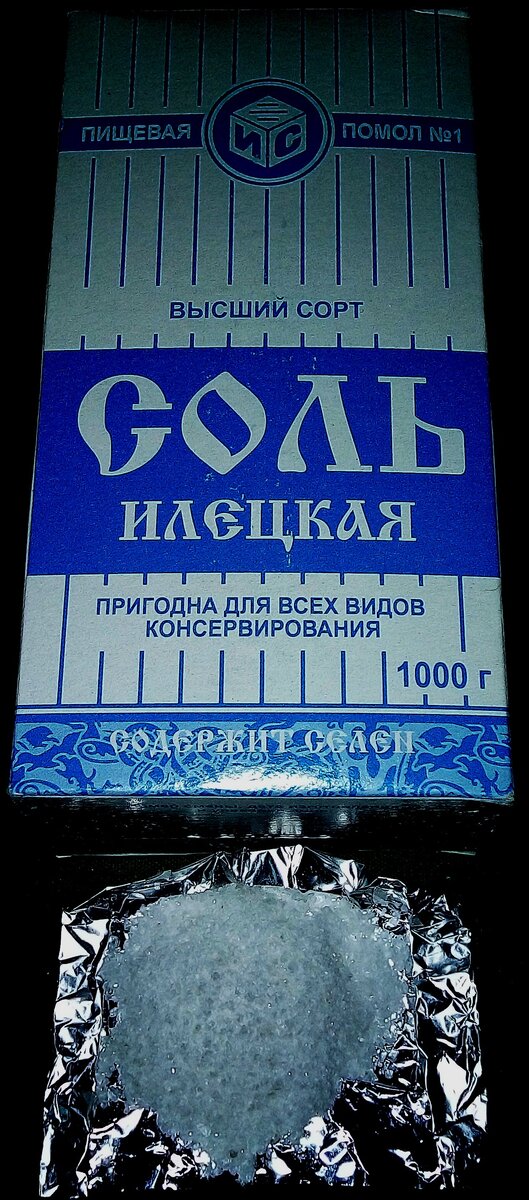 ПИЩЕВАЯ ИС ПОМОЛ №1
ВЫСШИЙ СОРТ
СОЛЬ
ИЛЕЦКАЯ
ПРИГОДНА ДЛЯ ВСЕХ ВИДОВ
КОНСЕРВИРОВАНИЯ
1000 г
СОДЕРЖИТ СЕЛЕН